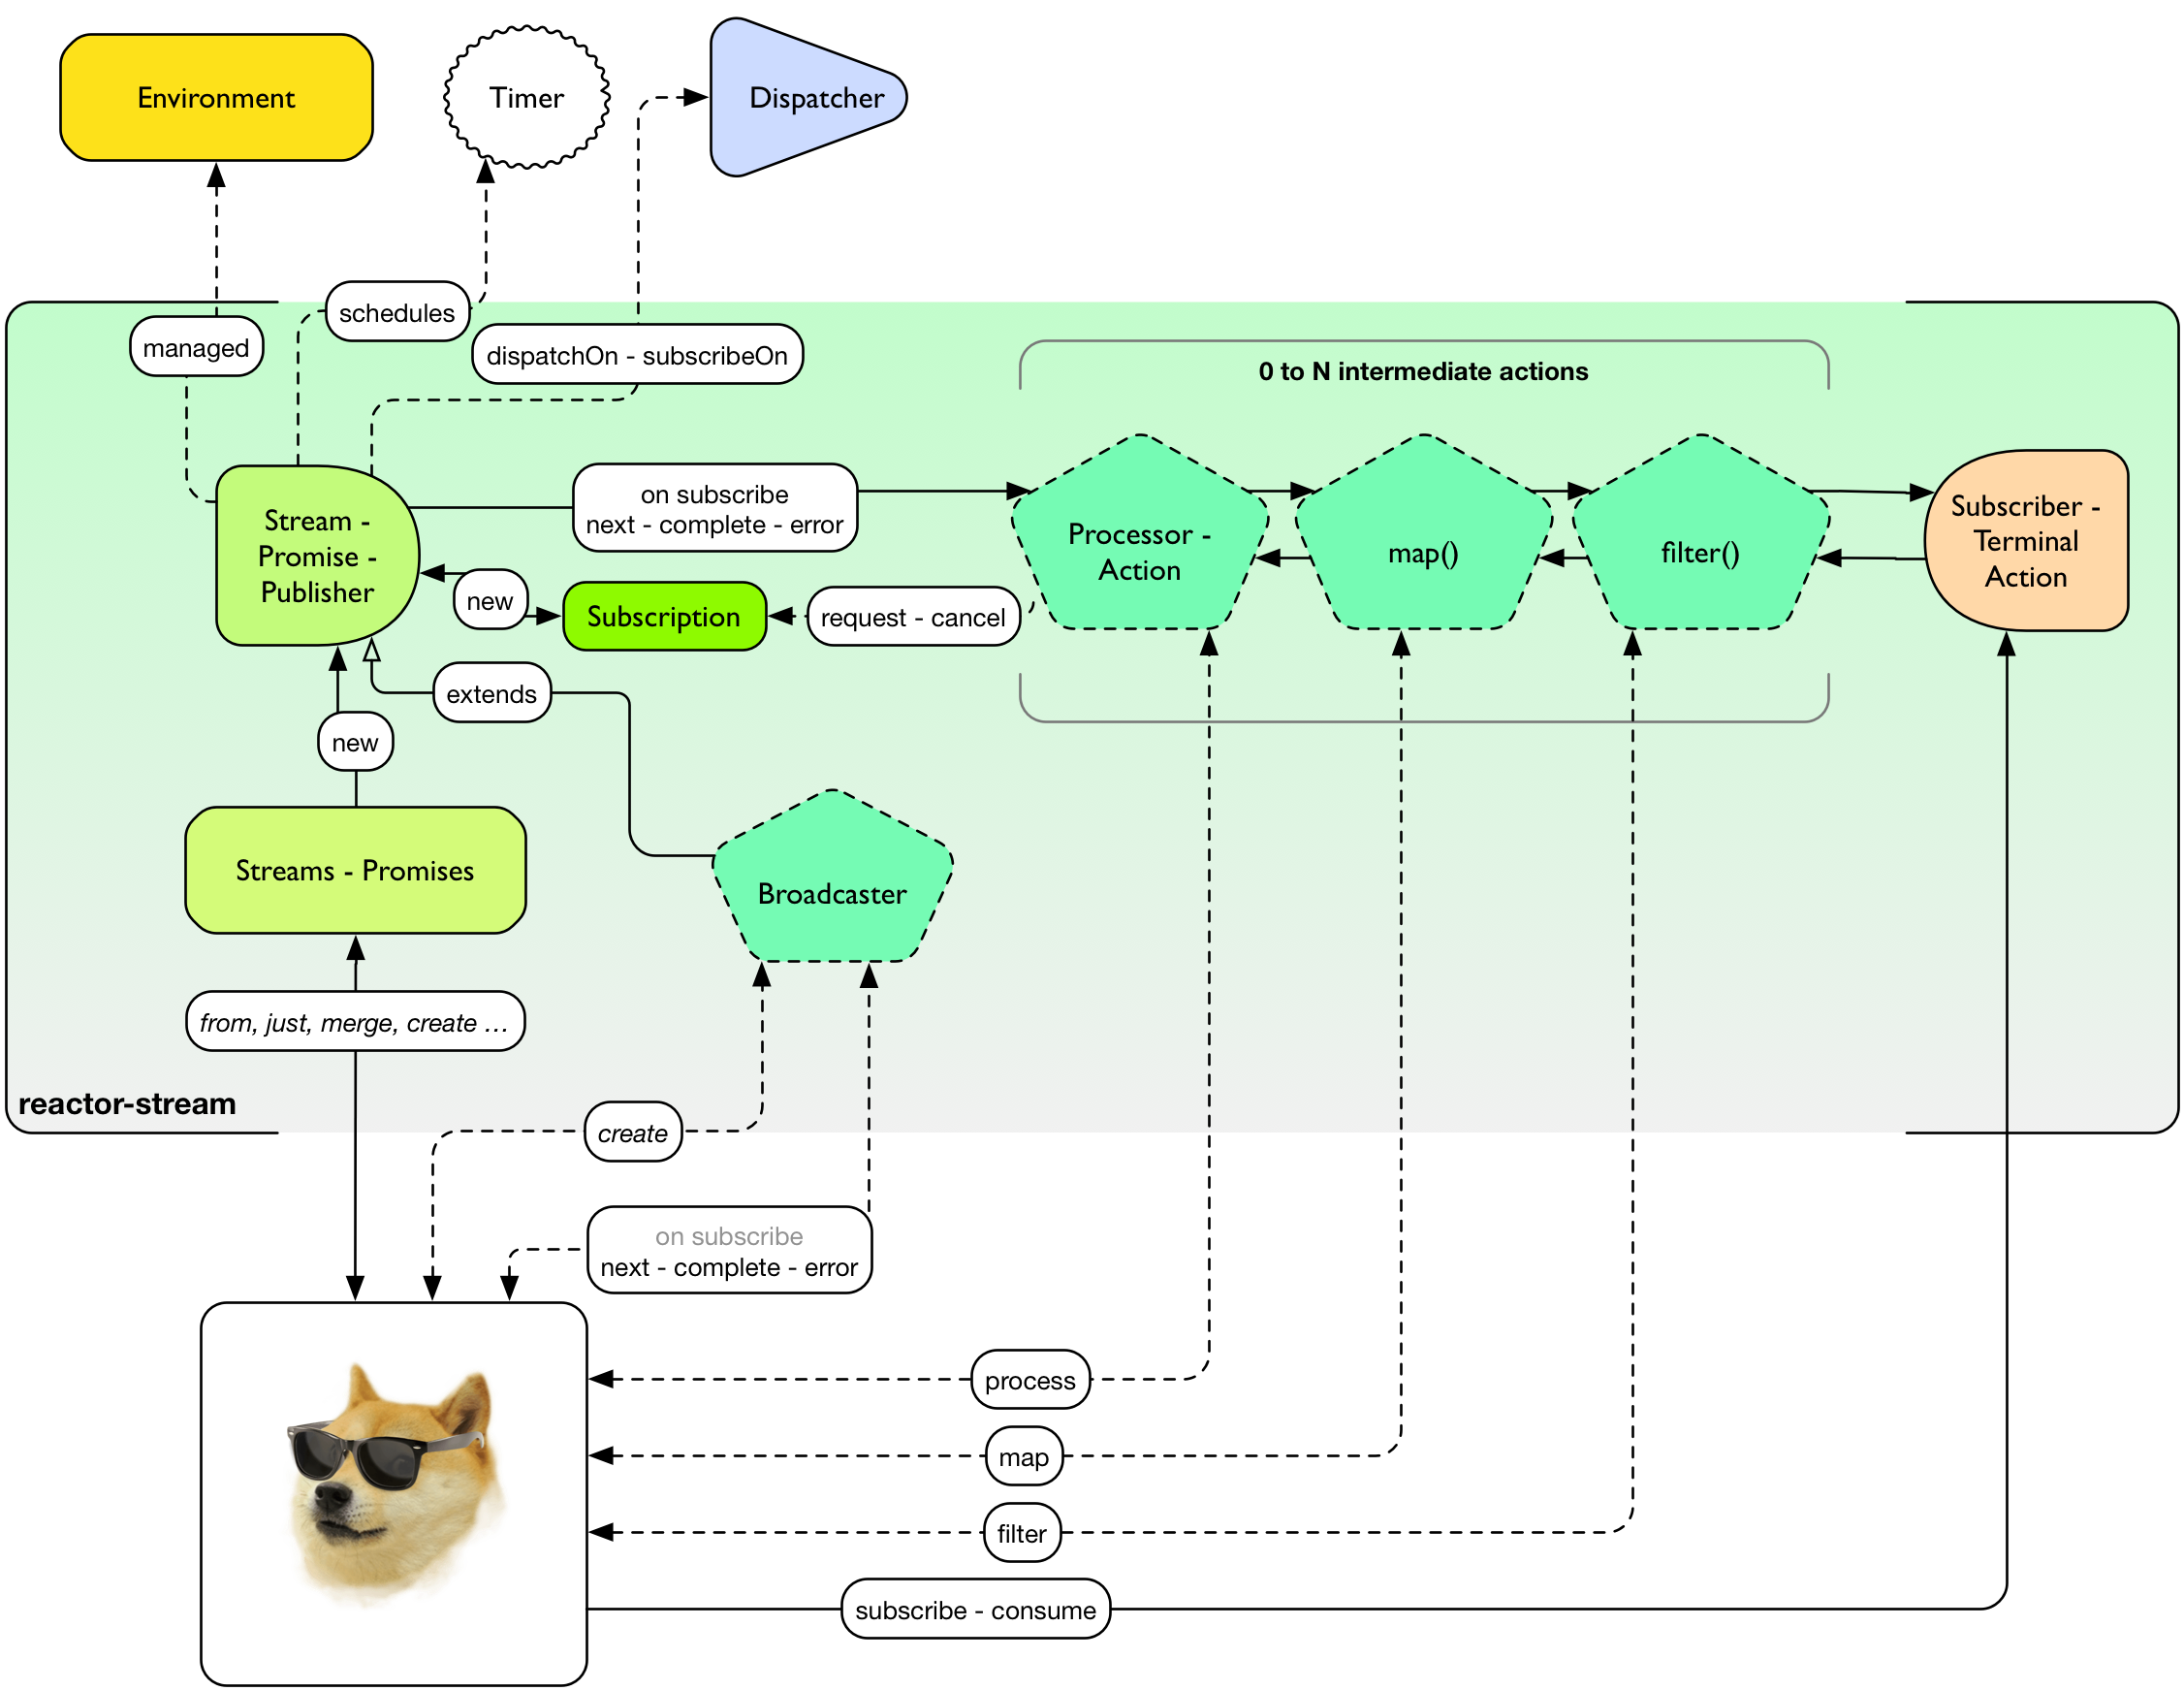 Environment
Timer
Dispatcher
schedules
managed
dispatchOn - subscribeOn
0 to N intermediate actions
on subscribe
next - complete - error
Stream -
Promise -
Publisher
Processor -
Action
map()
filter()
Subscriber -
Terminal
Action
new
Subscription
request - cancel
extends
new
Streams - Promises
Broadcaster
from, just, merge, create ...
reactor-stream
create
on subscribe
next - complete - error
process
map
filter
subscribe - consume